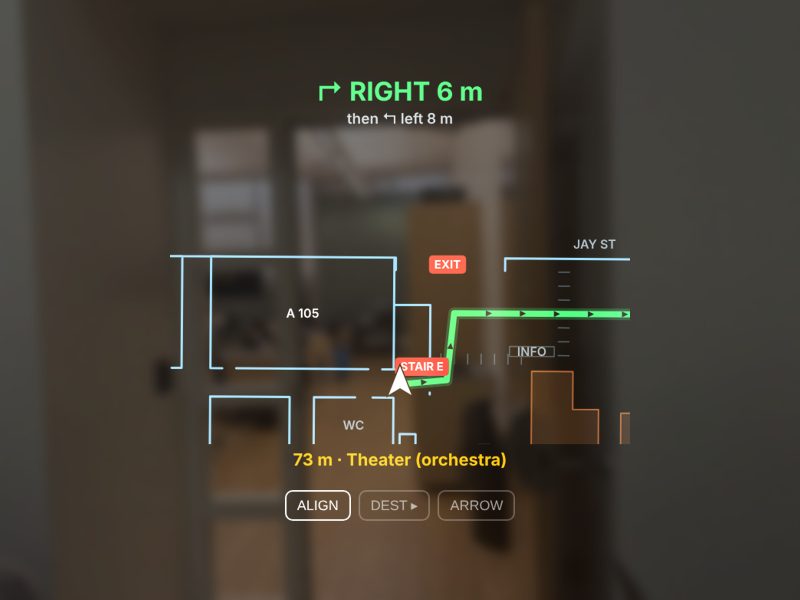 RIGHT 6 m
then left 8 m
JAY ST
EXIT
A 105
INFO
STAIR E
WC
73 m · Theater (orchestra)
ALIGN
DEST ▸
ARROW